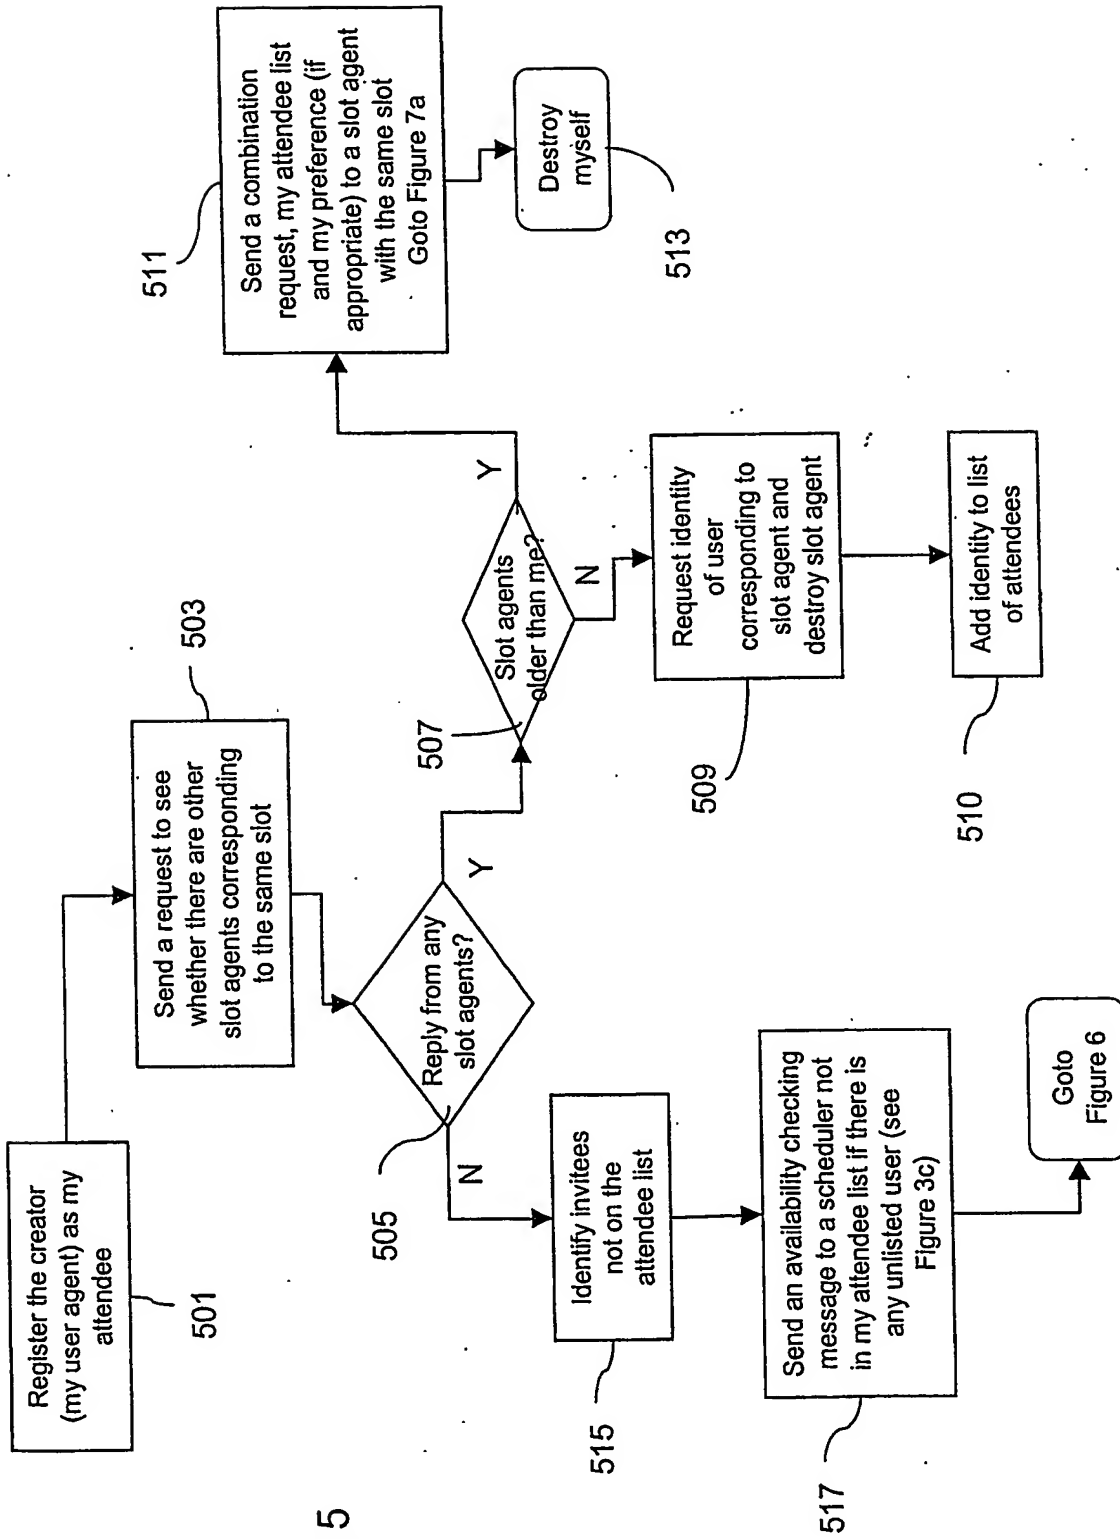 Register the creator
(my user agent) as my
attendee
501
Send a request to see
whether there are other
slot agents corresponding
to the same slot
503
Reply from any
slot agents?
505
N
Y
Identify invitees
not on the
attendee list
515
Send an availability checking
message to a scheduler not
in my attendee list if there is
any unlisted user (see
Figure 3c)
517
Goto
Figure 6
Slot agents
older than me?
507
Y
N
Send a combination
request, my attendee list
and my preference (if
appropriate) to a slot agent
with the same slot
Goto Figure 7a
511
Destroy
myself
513
Request identity
of user
corresponding to
slot agent and
destroy slot agent
509
Add identity to list
of attendees
510
5